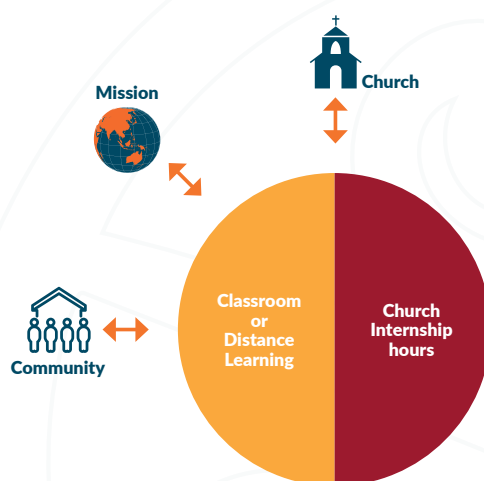 Church
Mission
Community
Classroom
or
Distance
Learning
Church
Internship
hours